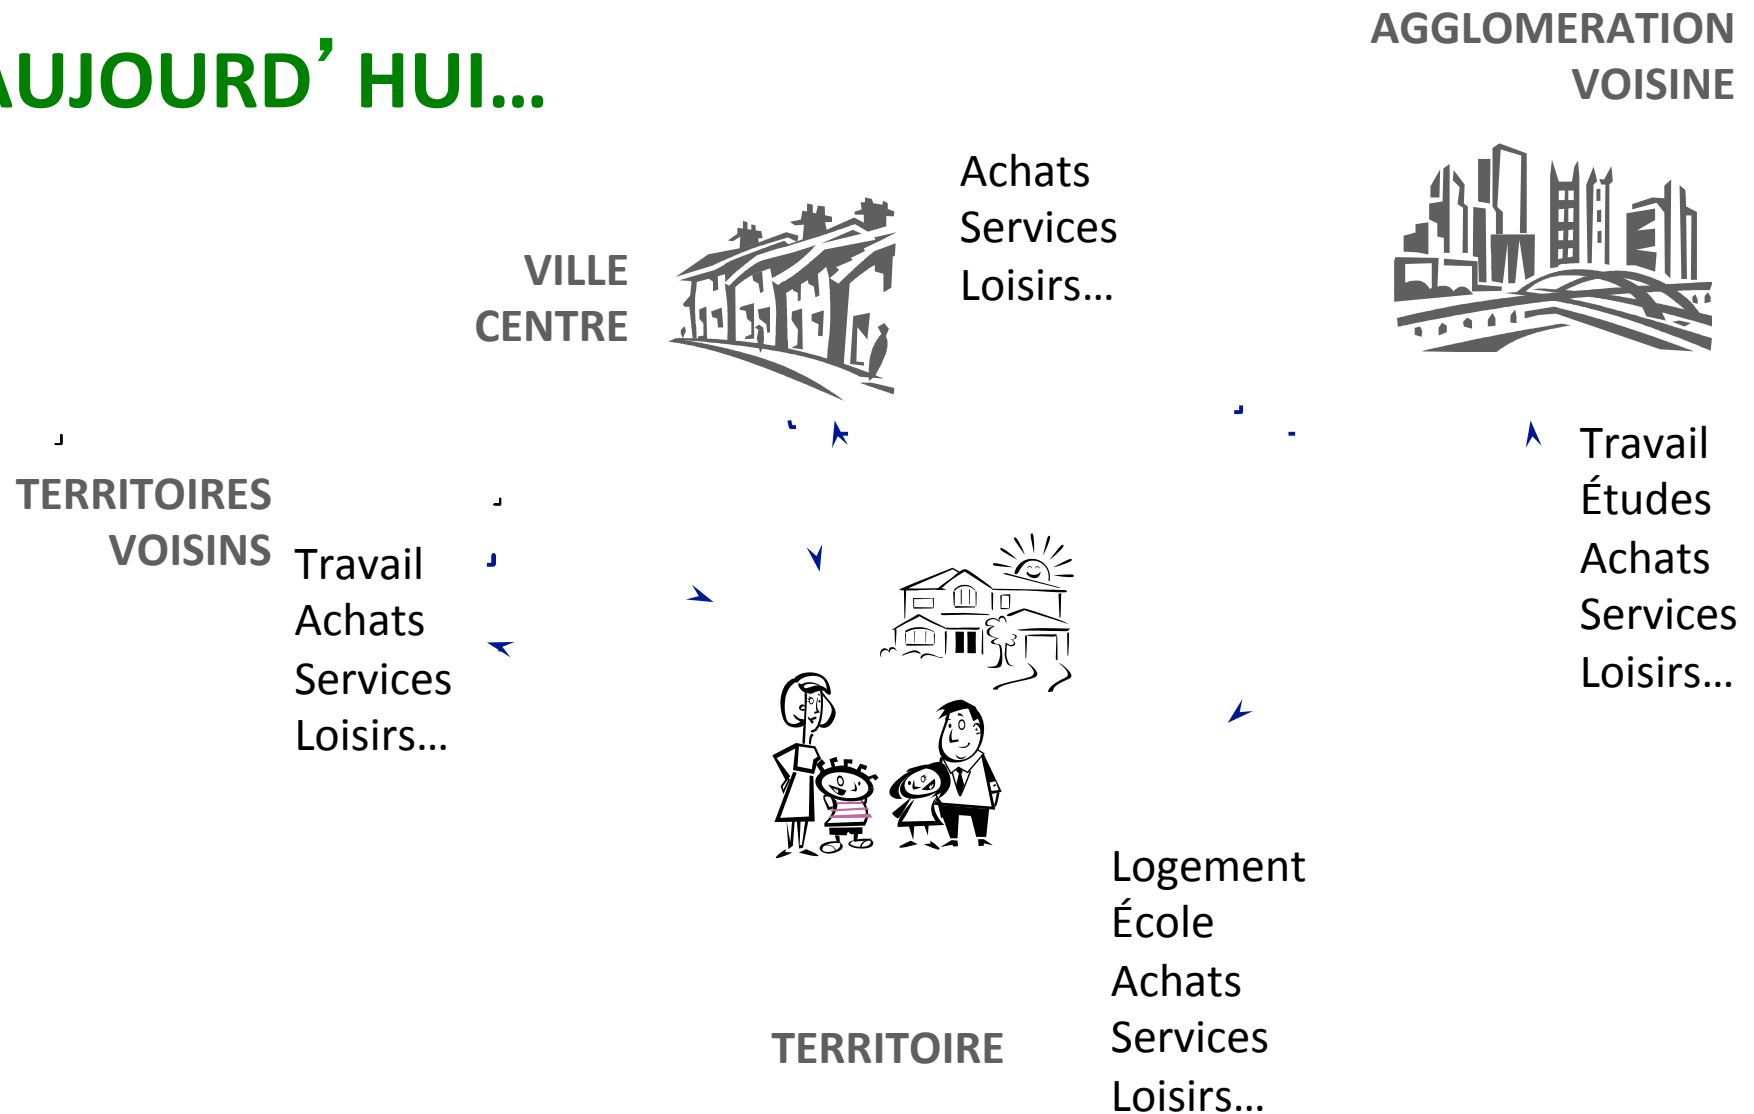 AUJOURD’ HUI…
AGGLOMERATION
VOISINE
Achats
Services
Loisirs…
VILLE
CENTRE
TERRITOIRES
VOISINS
Travail
Achats
Services
Loisirs…
Travail
Études
Achats
Services
Loisirs…
Logement
École
Achats
Services
Loisirs…
TERRITOIRE